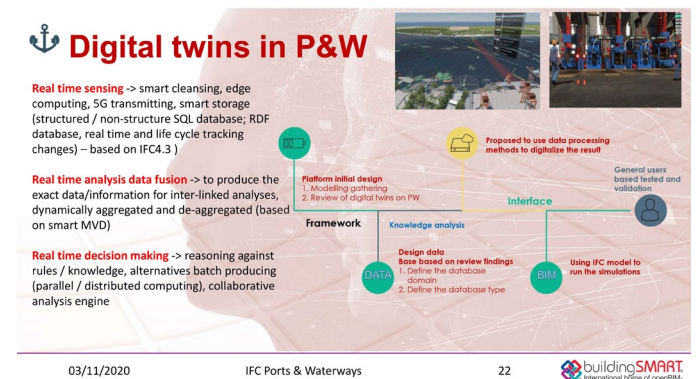 Digital twins in P&W
Real time sensing -> smart cleansing, edge
computing, 5G transmitting, smart storage
(structured / non-structure SQL database; RDF
database, real time and life cycle tracking
changes) – based on IFC4.3 )
Real time analysis data fusion -> to produce the
exact data/information for inter-linked analyses,
dynamically aggregated and de-aggregated (based
on smart MVD)
Real time decision making -> reasoning against
rules / knowledge, alternatives batch producing
(parallel / distributed computing), collaborative
analysis engine
Platform initial design
1. Modelling gathering
2. Review of digital twins on PW
Framework
Knowledge analysis
Proposed to use data processing
methods to digitalize the result
Interface
General users
based tested and
validation
DATA
Design data
Base based on review findings
1. Define the database
domain
2. Define the database type
BIM
Using IFC model to
run the simulations
03/11/2020
IFC Ports & Waterways
22
buildingSMART.
International home of openBIM